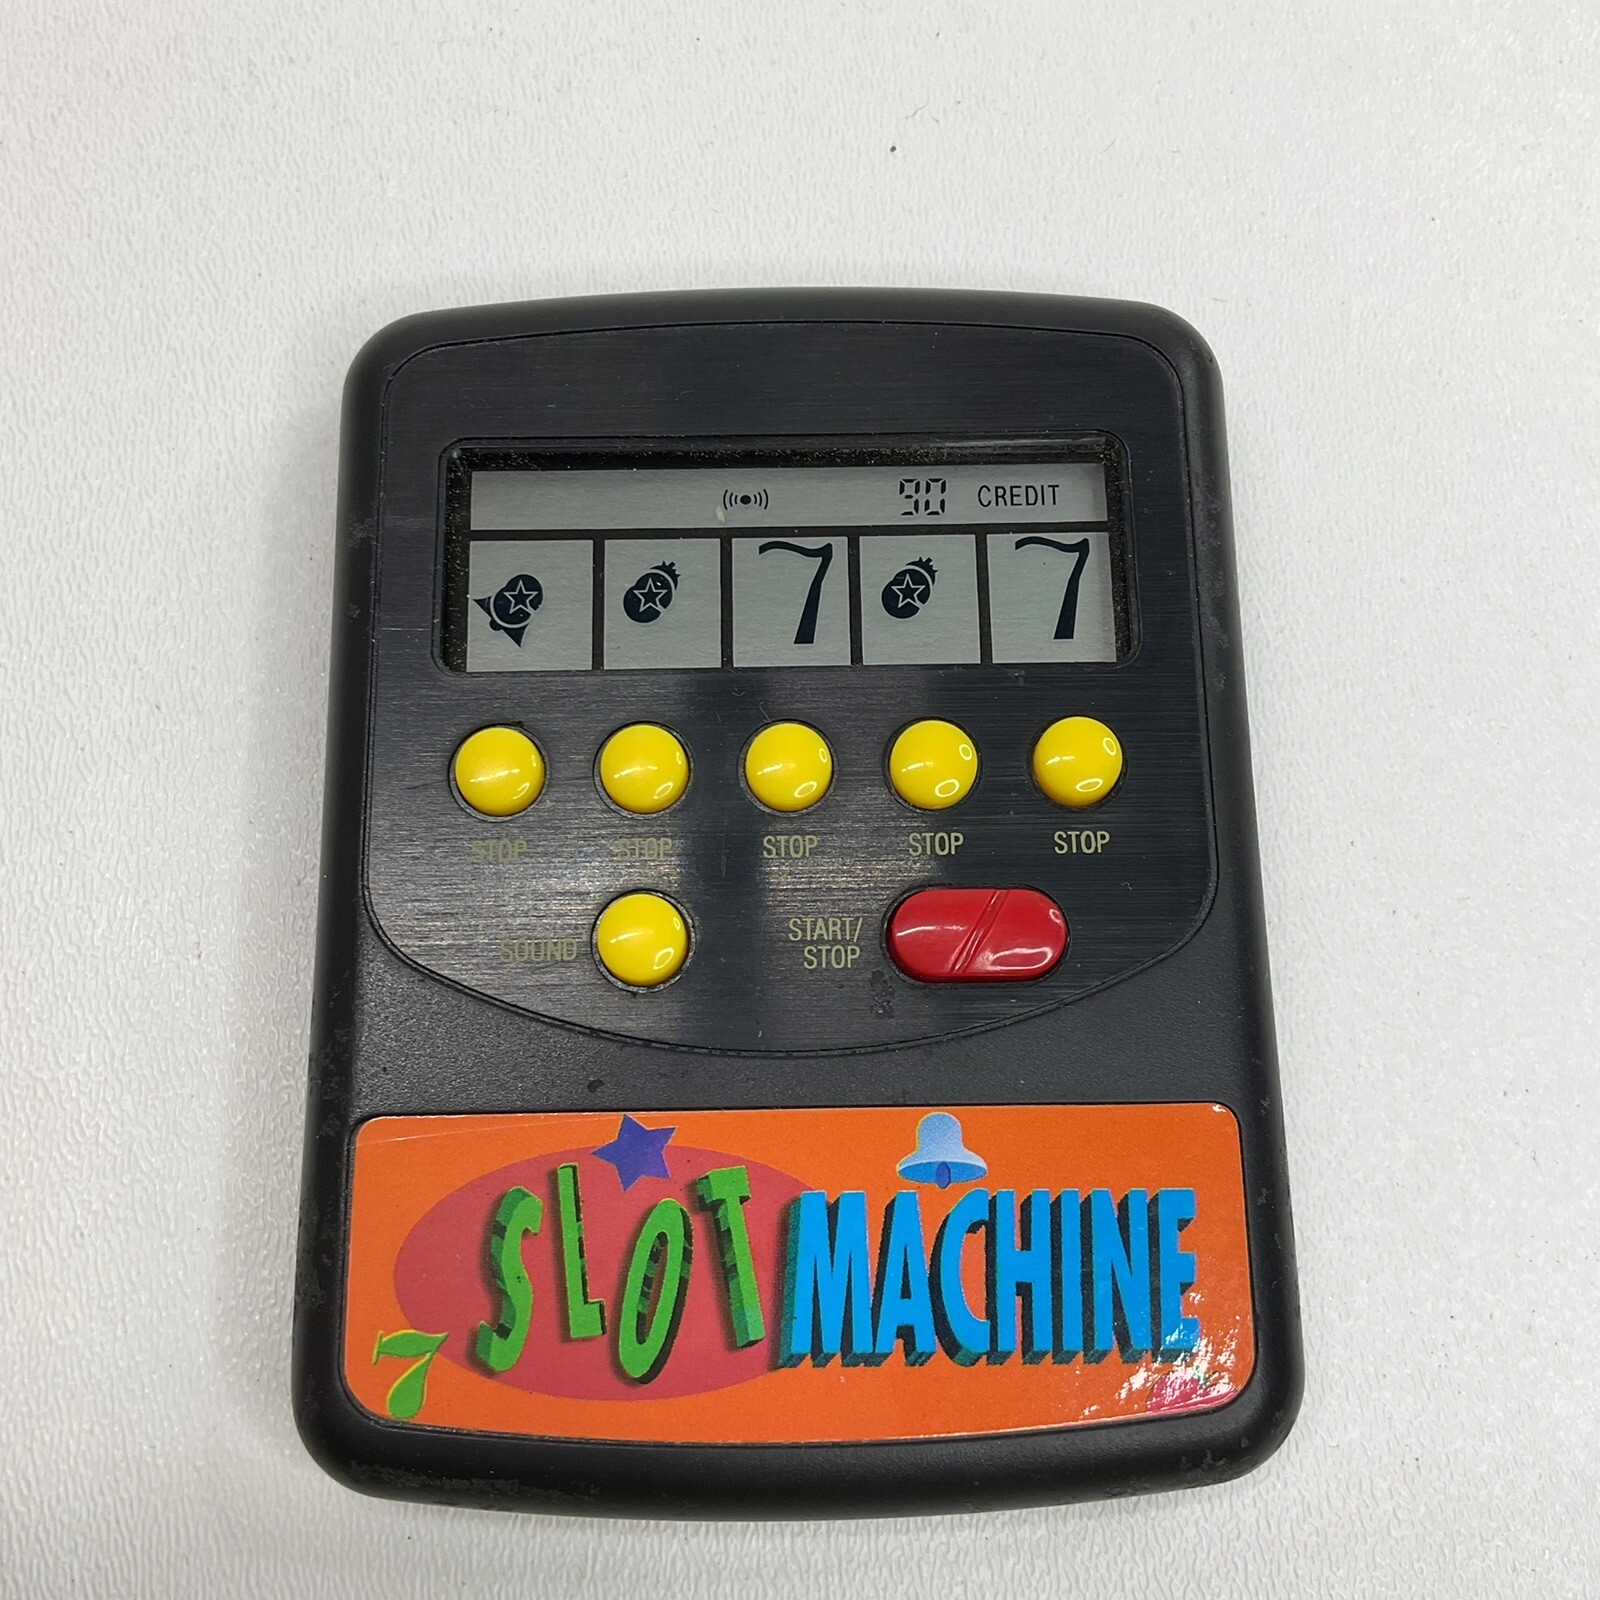 90 CREDIT
7 7
STOP STOP STOP STOP STOP
SOUND
START/
STOP
SLOT MACHINE
7